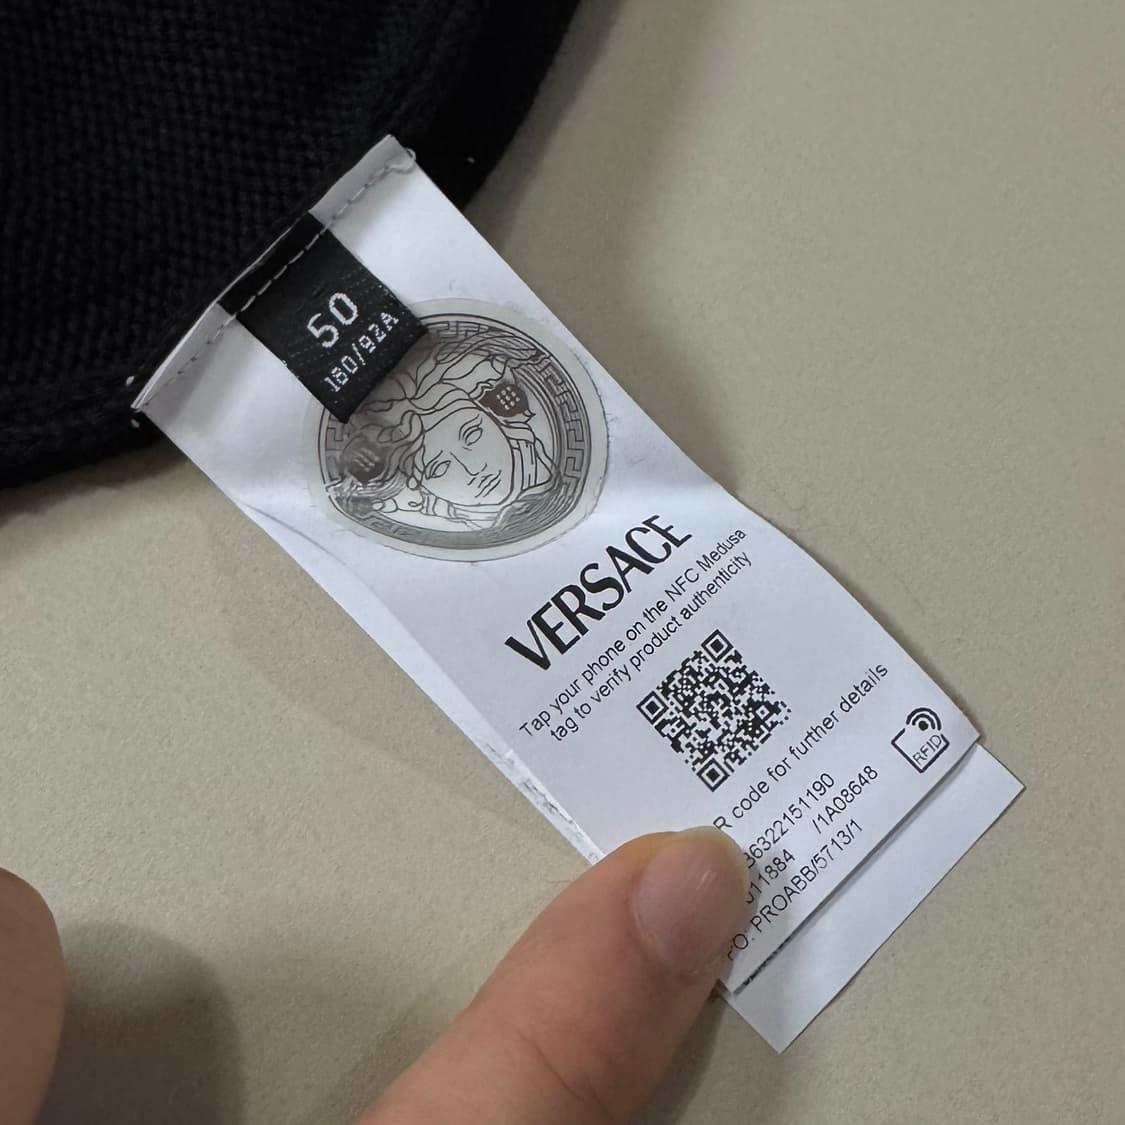 50
180/92A
VERSACE
Tap your phone on the NFC Medusa
tag to verify product authenticity
code for further details
36322151190
011884 /1A08648
PROABB/5713/1
RFID